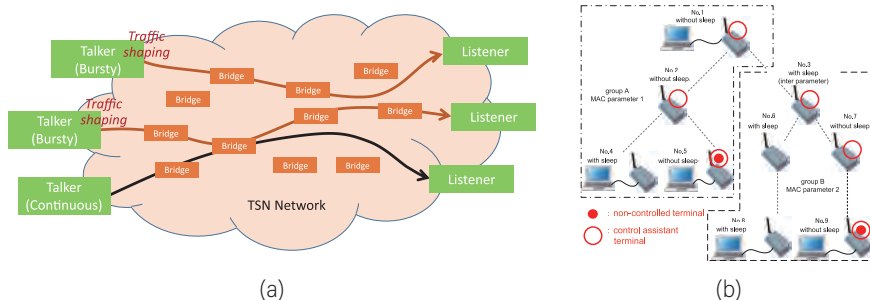 Traffic
shaping
Talker
(Bursty)
Bridge
Bridge
Bridge
Listener
Traffic
shaping
Bridge
Talker
(Bursty)
Bridge
Bridge
Bridge
Bridge
Listener
Bridge
Bridge
Bridge
Talker
(Continuous)
Listener
TSN Network
(a)
No.1
without sleep
No.2
without sleep.
No.3
with sleep
(inter parameter)
group A
MAC parameter 1
No.6
with sleep
No.7
without sleep
No.4
with sleep
No.5
without sleep
group B
MAC parameter 2
: non-controlled terminal
: control assistant
terminal
No.8
with sleep
No.9
without sleep
(b)